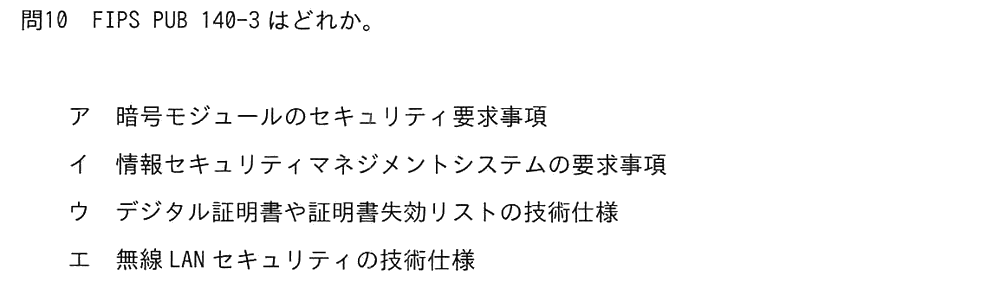 問10 FIPS PUB 140-3 はどれか。
ア 暗号モジュールのセキュリティ要求事項
イ 情報セキュリティマネジメントシステムの要求事項
ウ デジタル証明書や証明書失効リストの技術仕様
エ 無線 LAN セキュリティの技術仕様